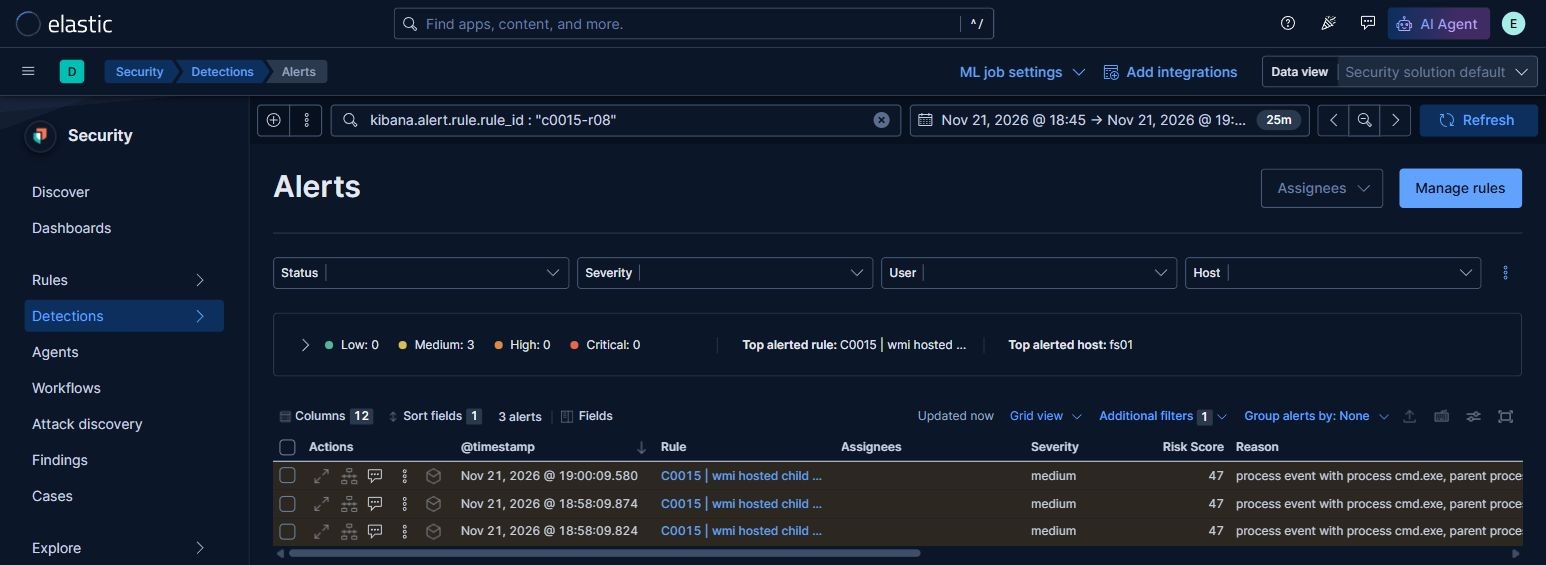 elastic
Find apps, content, and more.
^/
AI Agent
E
D
Security
Detections
Alerts
ML job settings
Add integrations
Data view
Security solution default
Security
kibana.alert.rule.rule_id : "c0015-r08"
Nov 21, 2026 @ 18:45 → Nov 21, 2026 @ 19:...
25m
Refresh
Discover
Dashboards
Rules
Detections
Agents
Workflows
Attack discovery
Findings
Cases
Explore
Alerts
Assignees
Manage rules
Status
Severity
User
Host
Low: 0
Medium: 3
High: 0
Critical: 0
Top alerted rule: C0015 | wmi hosted ...
Top alerted host: fs01
Columns 12
Sort fields 1
3 alerts
Fields
Updated now
Grid view
Additional filters 1
Group alerts by: None
Actions @timestamp Rule Assignees Severity Risk Score Reason
Nov 21, 2026 @ 19:00:09.580 C0015 | wmi hosted child ... medium 47 process event with process cmd.exe, parent proce
Nov 21, 2026 @ 18:58:09.874 C0015 | wmi hosted child ... medium 47 process event with process cmd.exe, parent proce
Nov 21, 2026 @ 18:58:09.824 C0015 | wmi hosted child ... medium 47 process event with process cmd.exe, parent proce